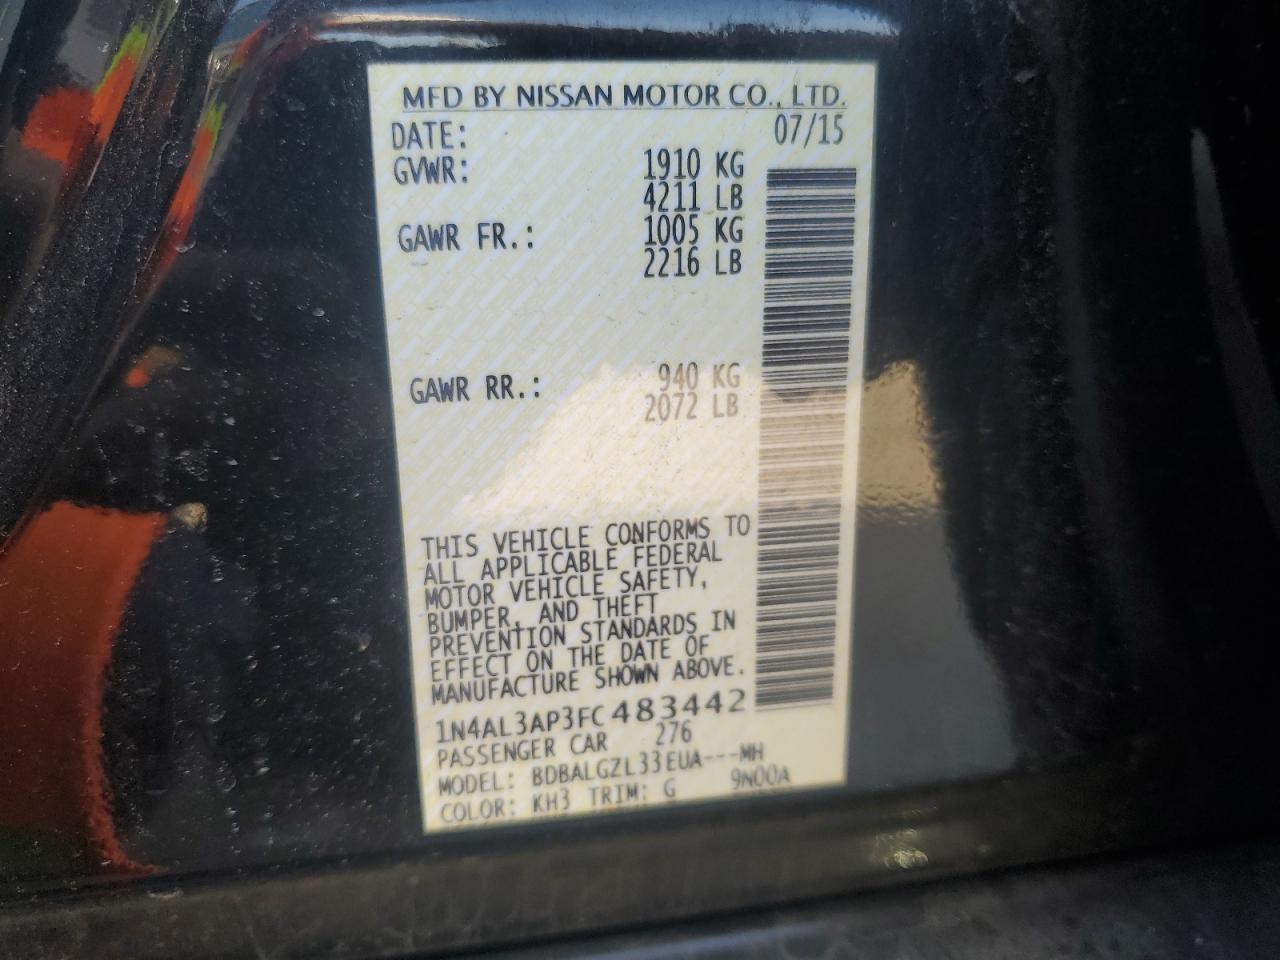 MFD BY NISSAN MOTOR CO., LTD.
DATE: 07/15
GVWR: 1910 KG
4211 LB
GAWR FR.: 1005 KG
2216 LB
GAWR RR.: 940 KG
2072 LB
THIS VEHICLE CONFORMS TO
ALL APPLICABLE FEDERAL
MOTOR VEHICLE SAFETY,
BUMPER, AND THEFT
PREVENTION STANDARDS IN
EFFECT ON THE DATE OF
MANUFACTURE SHOWN ABOVE.
1N4AL3AP3FC483442
PASSENGER CAR 276
MODEL: BDBALGZL33EUA---MH
COLOR: KH3 TRIM: G 9N00A